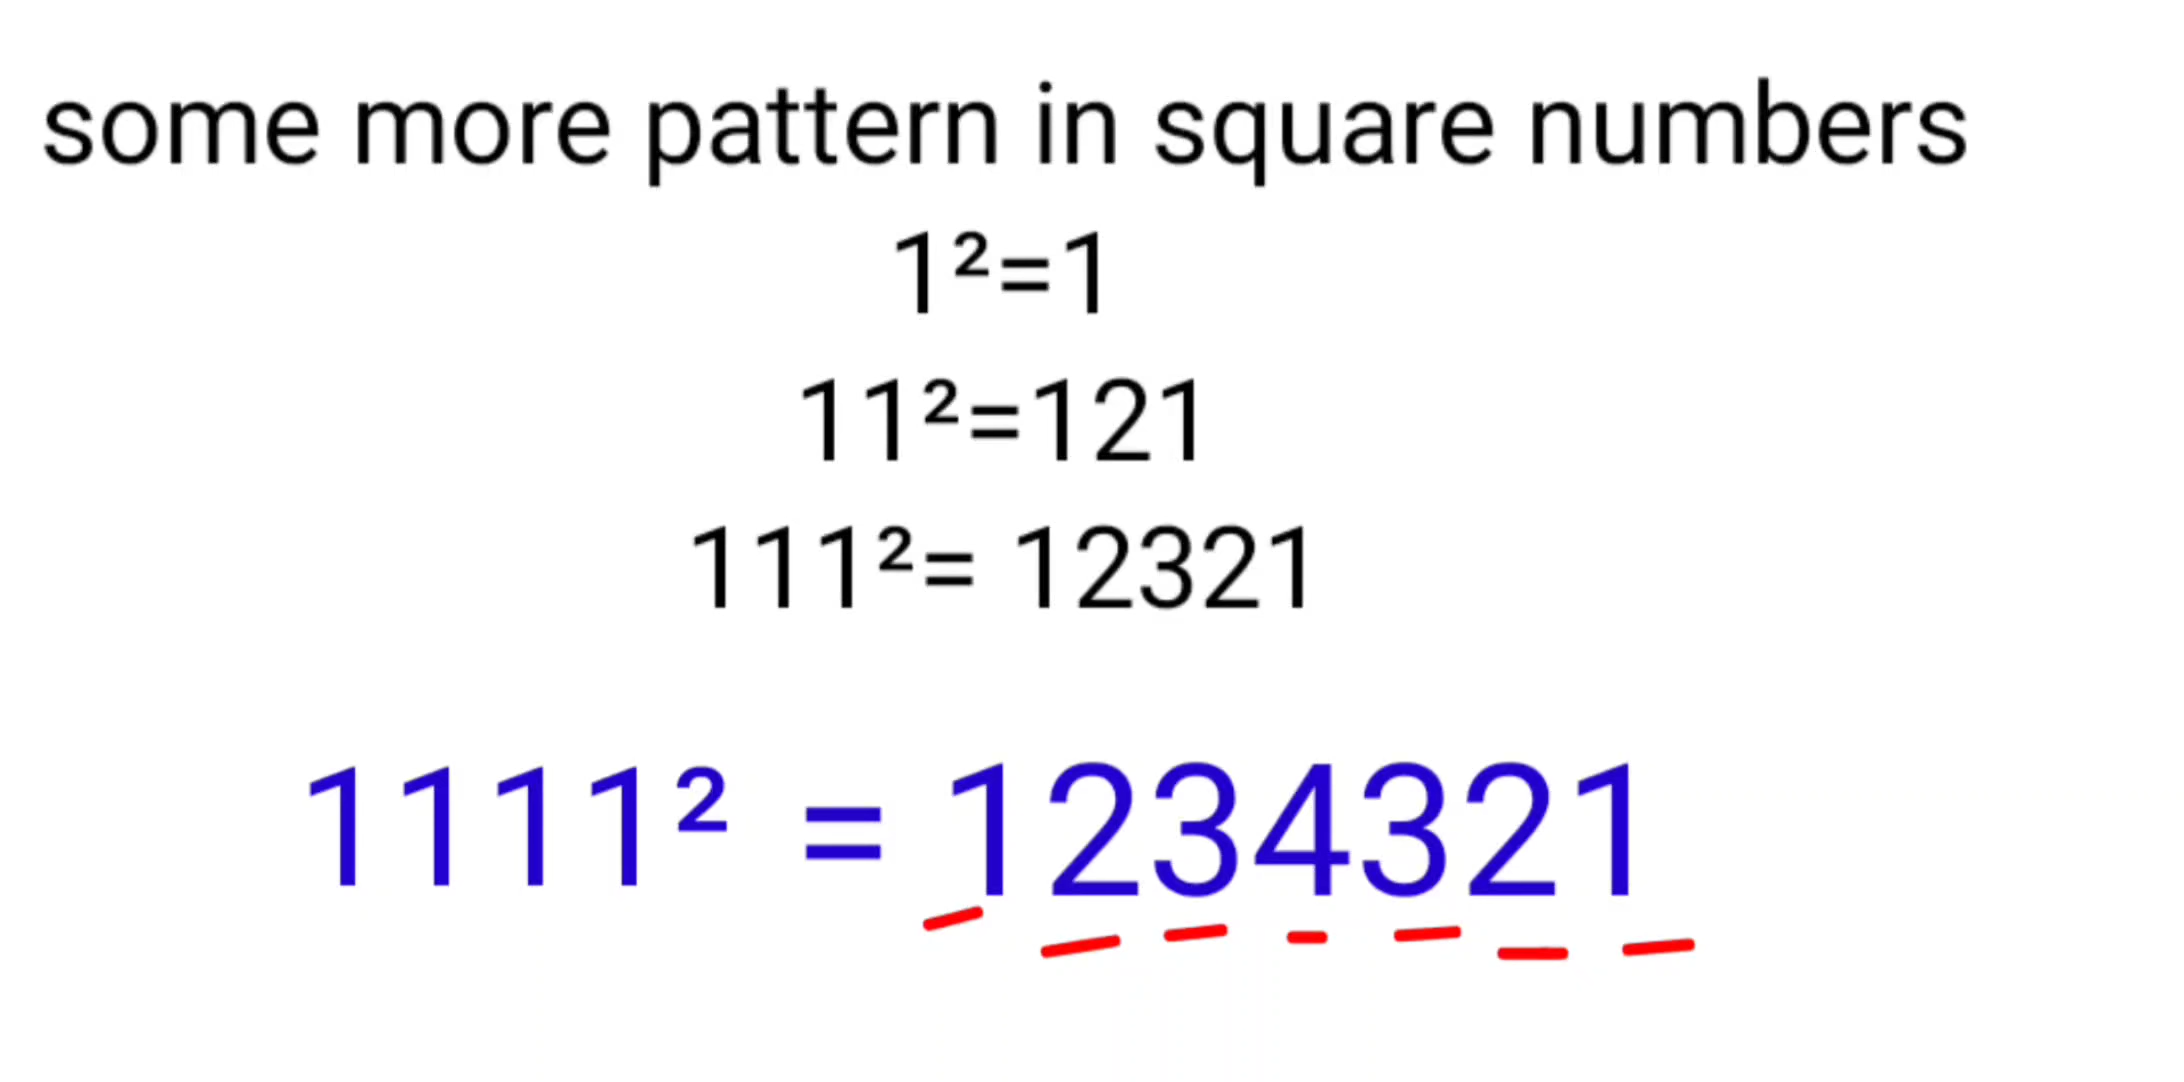 some more pattern in square numbers
1²=1
11²=121
111²= 12321
1111² = 1234321